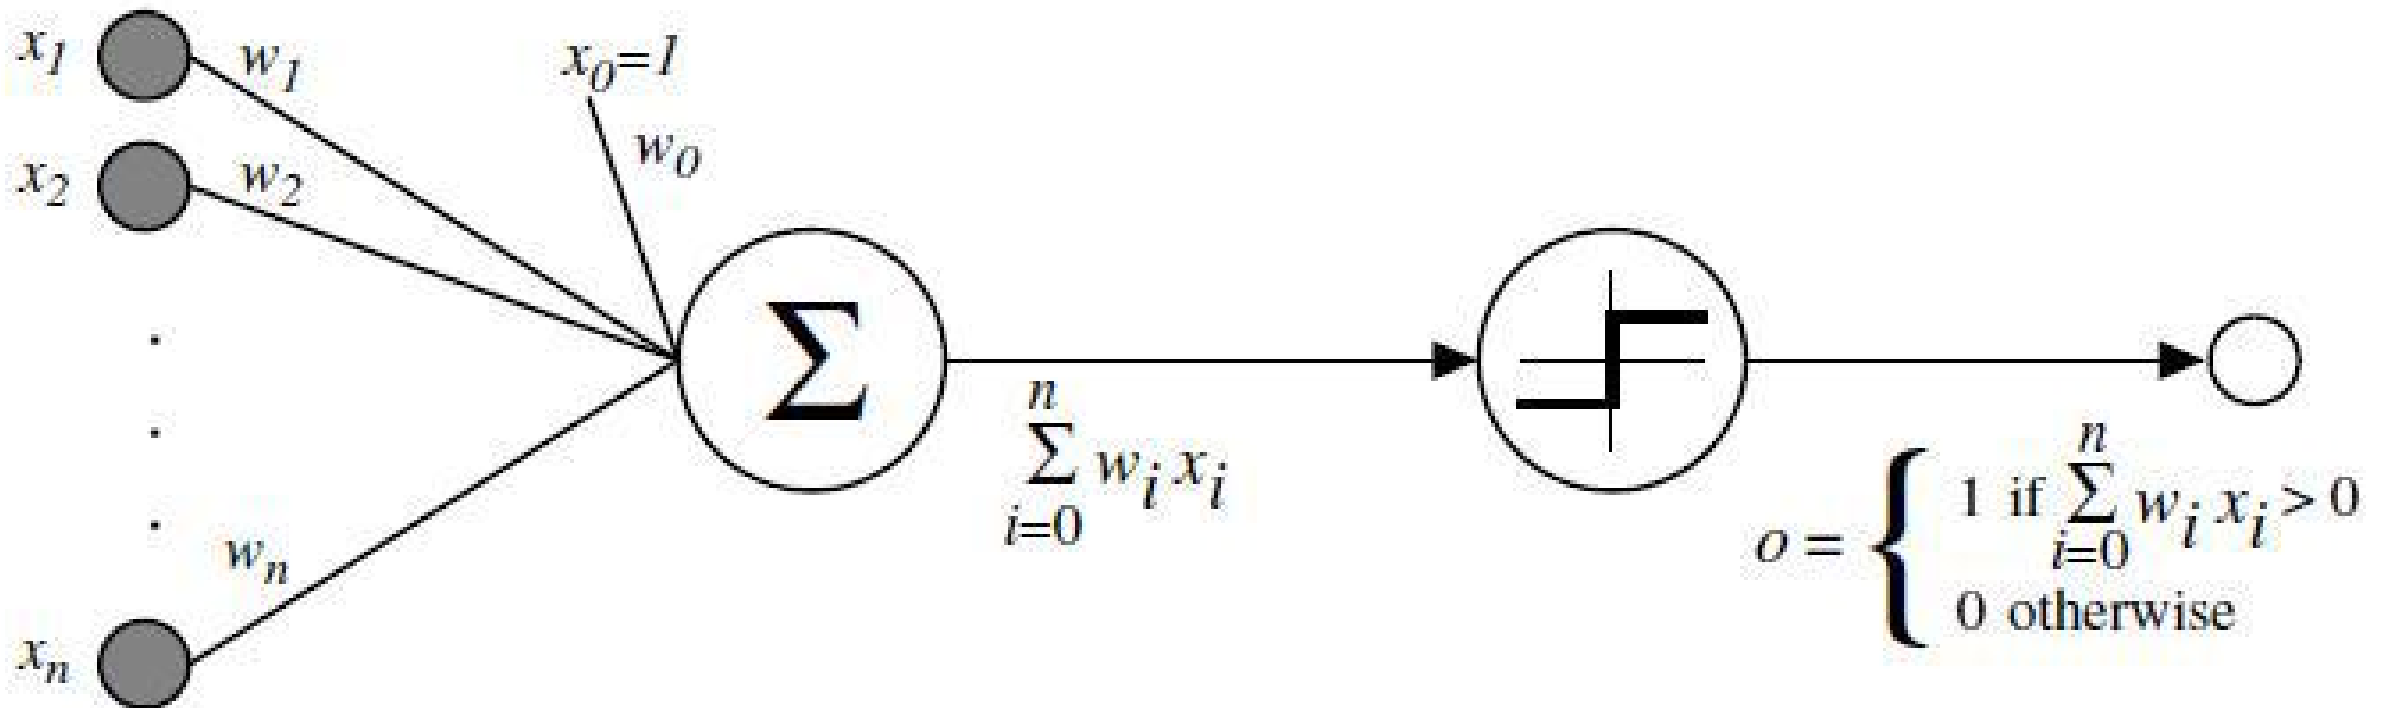 x₁
w₁
x₀=1
w₀
x₂
w₂
.
.
.
wₙ
xₙ
Σ
n
Σ wᵢ xᵢ
i=0
o = { 1 if n Σ i=0 wᵢ xᵢ > 0
0 otherwise